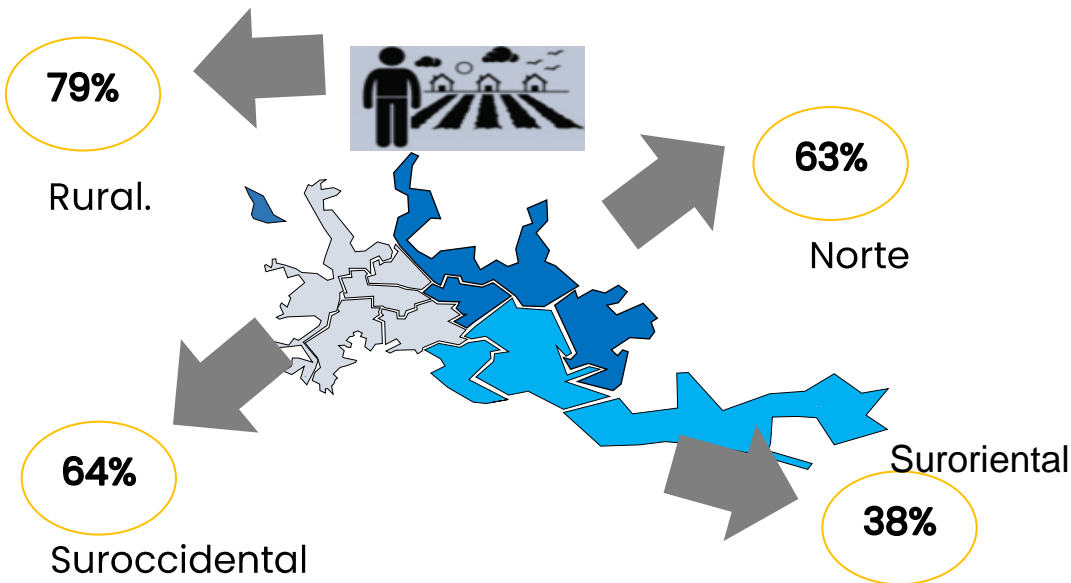 79%
Rural.
63%
Norte
64%
Suroccidental
Suroriental
38%